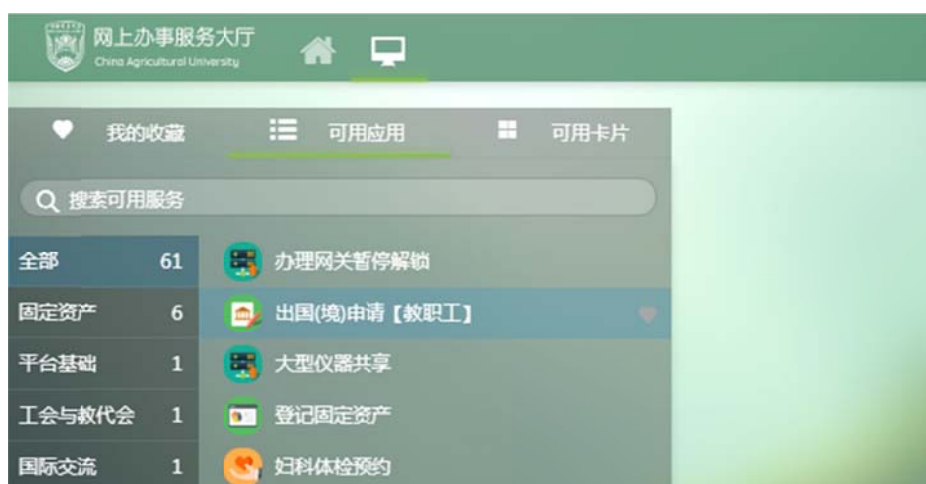 网上办事服务大厅
China Agricultural University
我的收藏 可用应用 可用卡片
搜索可用服务
全部 61 办理网关暂停解锁
固定资产 6 出国(境)申请【教职工】
平台基础 1 大型仪器共享
工会与教代会 1 登记固定资产
国际交流 1 妇科体检预约